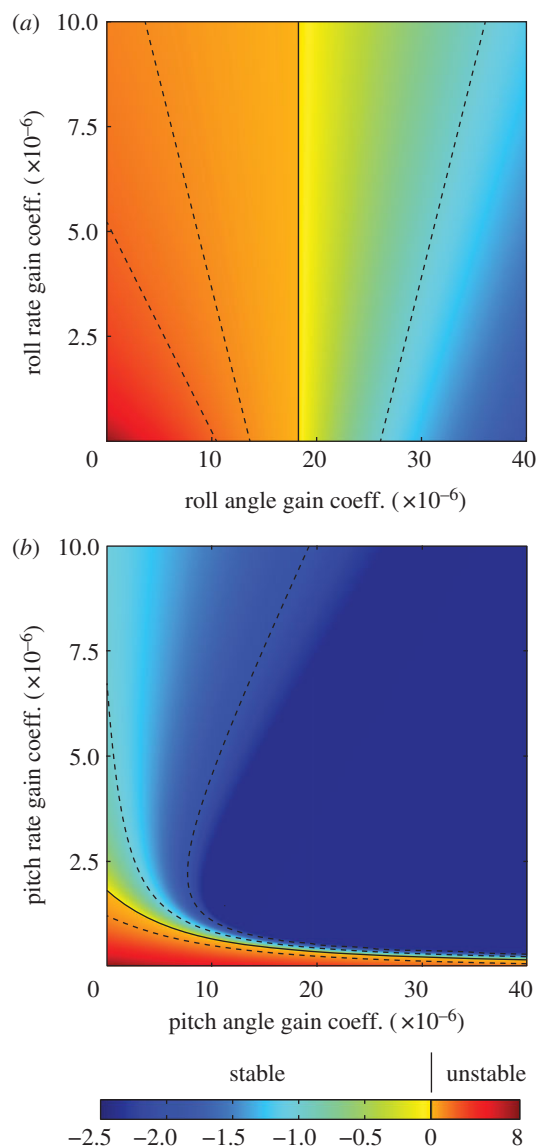 (a)
10.0
7.5
5.0
2.5
0
10
20
30
40
roll rate gain coeff. (×10⁻⁶)
roll angle gain coeff. (×10⁻⁶)
(b)
10.0
7.5
5.0
2.5
0
10
20
30
40
pitch rate gain coeff. (×10⁻⁶)
pitch angle gain coeff. (×10⁻⁶)
stable | unstable
−2.5 −2.0 −1.5 −1.0 −0.5 0 8